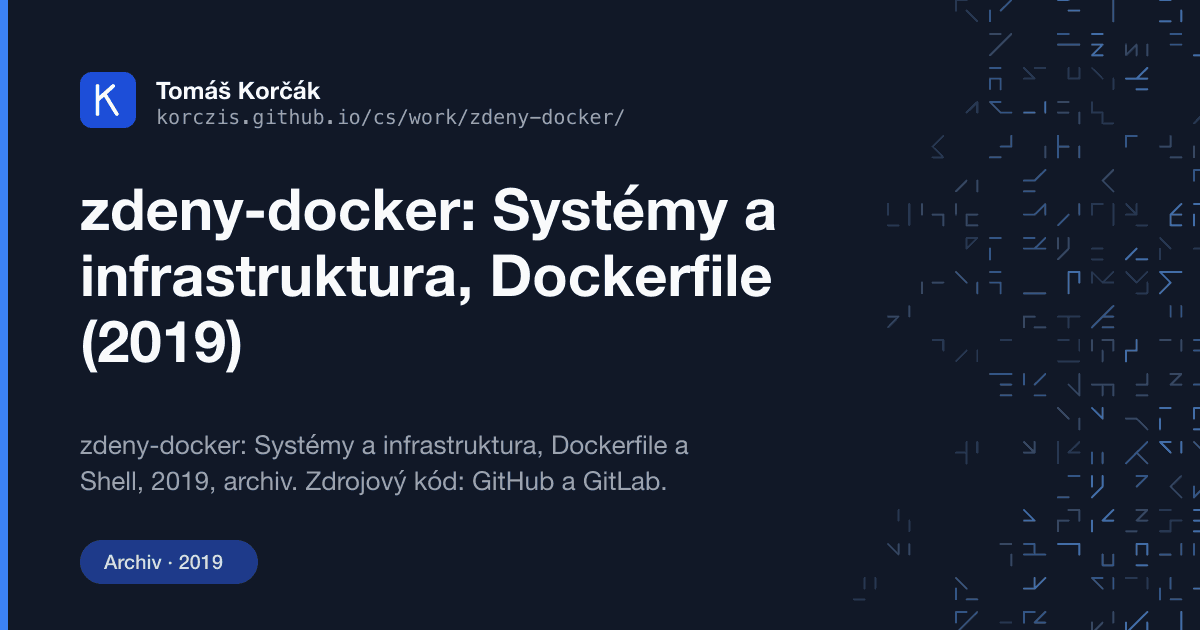 K
Tomáš Korčák
korczis.github.io/cs/work/zdeny-docker/
zdeny-docker: Systémy a
infrastruktura, Dockerfile
(2019)
zdeny-docker: Systémy a infrastruktura, Dockerfile a
Shell, 2019, archiv. Zdrojový kód: GitHub a GitLab.
Archiv · 2019